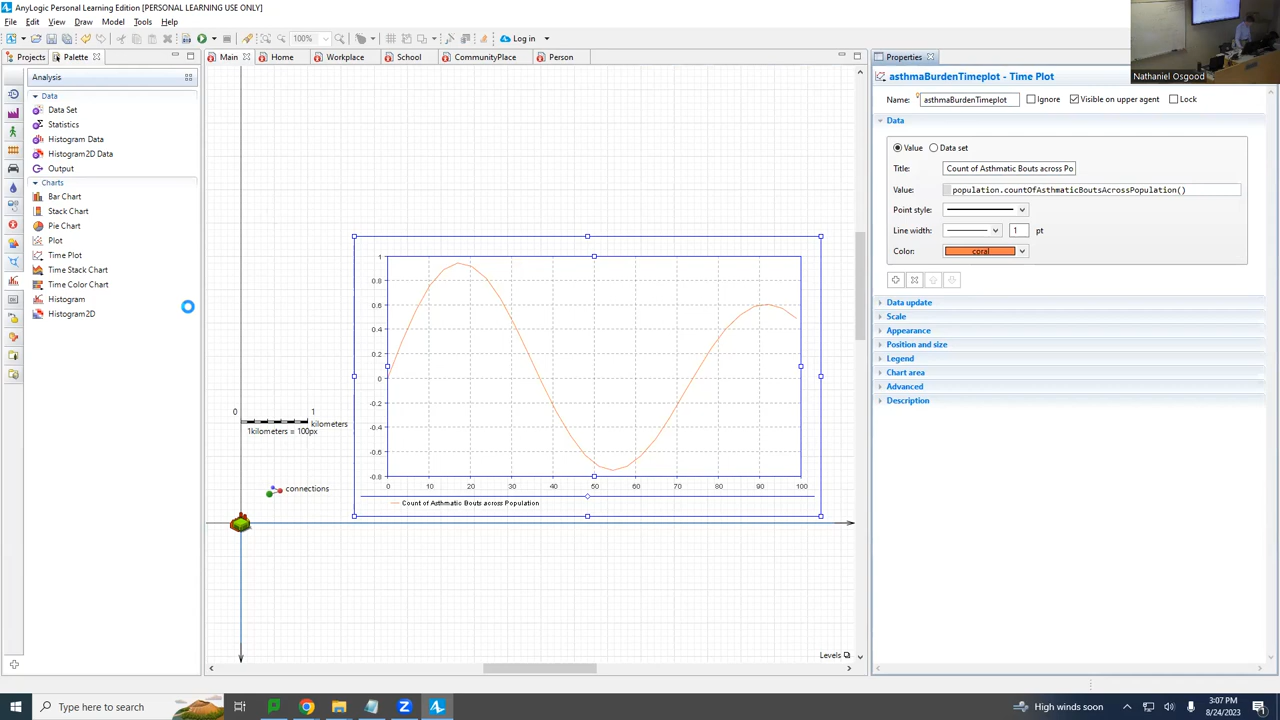 AnyLogic Personal Learning Edition [PERSONAL LEARNING USE ONLY]
File Edit View Draw Model Tools Help
100% Log in
Projects Palette
Main Home Workplace School CommunityPlace Person
Properties
Nathaniel Osgood
Analysis
Data
Data Set
Statistics
Histogram Data
Histogram2D Data
Output
Charts
Bar Chart
Stack Chart
Pie Chart
Plot
Time Plot
Time Stack Chart
Time Color Chart
Histogram
Histogram2D
1
0.8
0.6
0.4
0.2
0
-0.2
-0.4
-0.6
-0.8
0 10 20 30 40 50 60 70 80 90 100
Count of Asthmatic Bouts across Population
0 1
kilometers
1kilometers = 100px
connections
Levels
asthmaBurdenTimeplot - Time Plot
Name: asthmaBurdenTimeplot Ignore Visible on upper agent Lock
Data
Value Data set
Title: Count of Asthmatic Bouts across Po
Value: population.countOfAsthmaticBoutsAcrossPopulation()
Point style:
Line width: 1 pt
Color: coral
Data update
Scale
Appearance
Position and size
Legend
Chart area
Advanced
Description
Type here to search
High winds soon
3:07 PM
8/24/2023
1